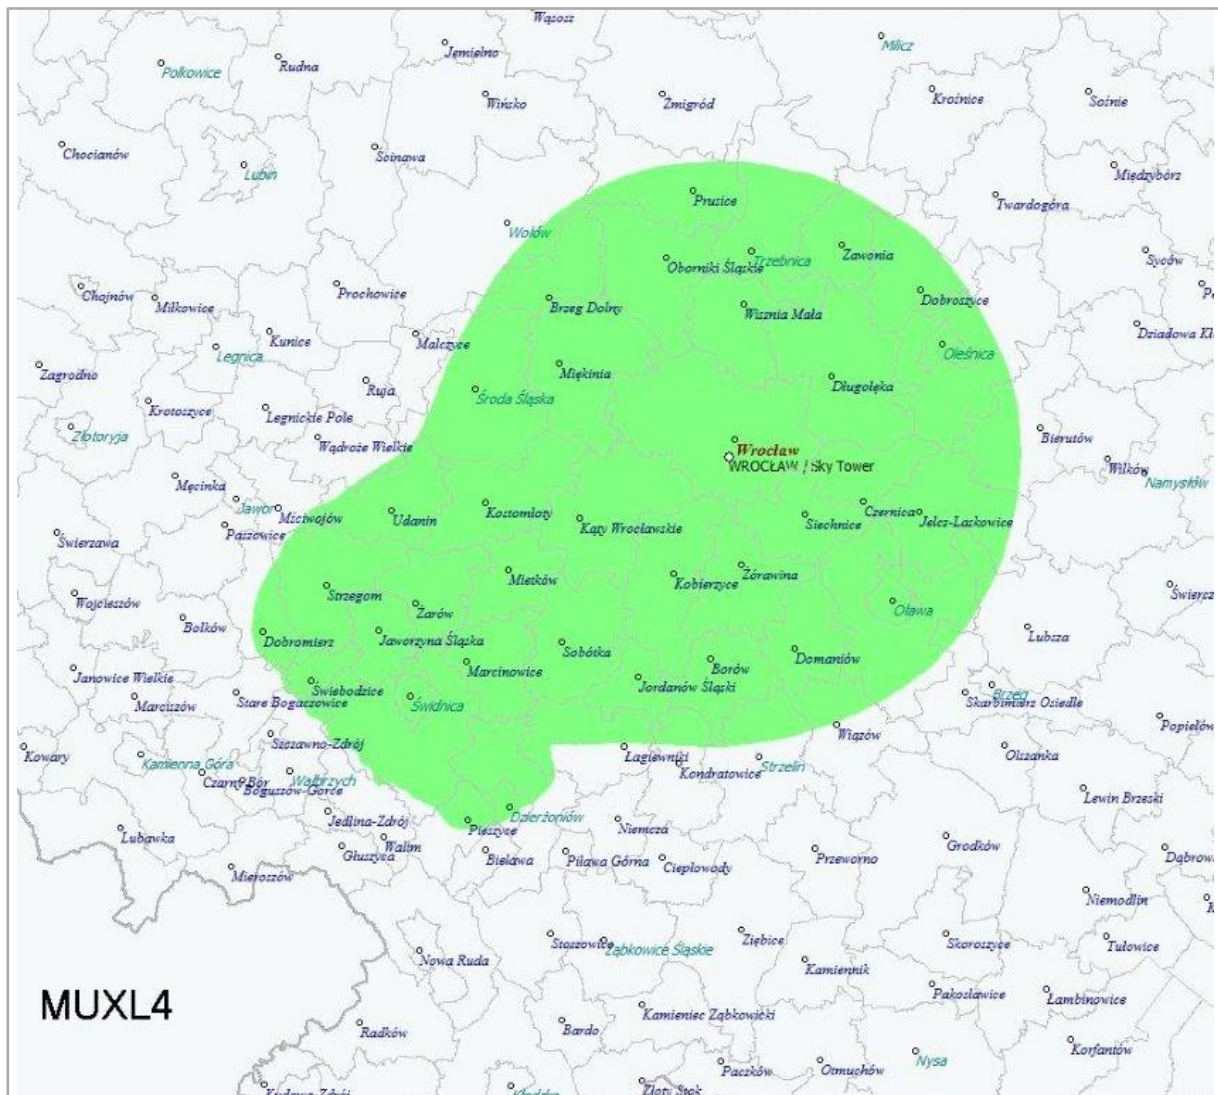 Wąsosz
Milicz
Jemielno
Rudna
Polkowice
Wińsko
Żmigród
Krośnice
Sośnie
Chocianów
Ścinawa
Lubin
Międzybórz
Prusice
Twardogóra
Wołów
Oborniki Śląskie
Trzebnica
Zawonia
Syców
Chojnów
Miłkowice
Prochowice
Brzeg Dolny
Wisznia Mała
Dobroszyce
Kunice
Malczyce
Dziadowa Kł
Legnica
Oleśnica
Zagrodno
Ruja
Miękinia
Długołęka
Środa Śląska
Krotoszyce
Legnickie Pole
Złotoryja
Wądroże Wielkie
Wrocław
Bierutów
WROCŁAW / Sky Tower
Wilków
Namysłów
Męcinka
Jawor
Mściwojów
Udanin
Kostomłoty
Kąty Wrocławskie
Siechnice
Czernica
Jelcz-Laskowice
Paszowice
Świerzawa
Mietków
Kobierzyce
Żórawina
Strzegom
Żarów
Oława
Świercz
Wojcieszów
Bolków
Dobromierz
Jaworzyna Śląska
Sobótka
Borów
Domaniów
Lubsza
Janowice Wielkie
Marcinowice
Jordanów Śląski
Świebodzice
Świdnica
Marciszów
Stare Bogaczowice
Brzeg
Skarbimierz Osiedle
Popielów
Kowary
Szczawno-Zdrój
Wiązów
Łagiewniki
Olszanka
Kamienna Góra
Czarny Bór
Boguszów-Gorce
Wałbrzych
Kondratowice
Strzelin
Lewin Brzeski
Jedlina-Zdrój
Pieszyce
Dzierżoniów
Niemcza
Lubawka
Głuszyca
Walim
Bielawa
Piława Górna
Ciepłowody
Przeworno
Grodków
Dąbrow
Mieroszów
Niemodlin
Nowa Ruda
Stoszowice
Ząbkowice Śląskie
Ziębice
Skoroszyce
Tułowice
Kamiennik
MUXL4
Pakosławice
Łambinowice
Radków
Bardo
Kamieniec Ząbkowicki
Korfantów
Paczków
Otmuchów
Nysa
Kudowa-Zdrój
Kłodzko
Złoty Stok